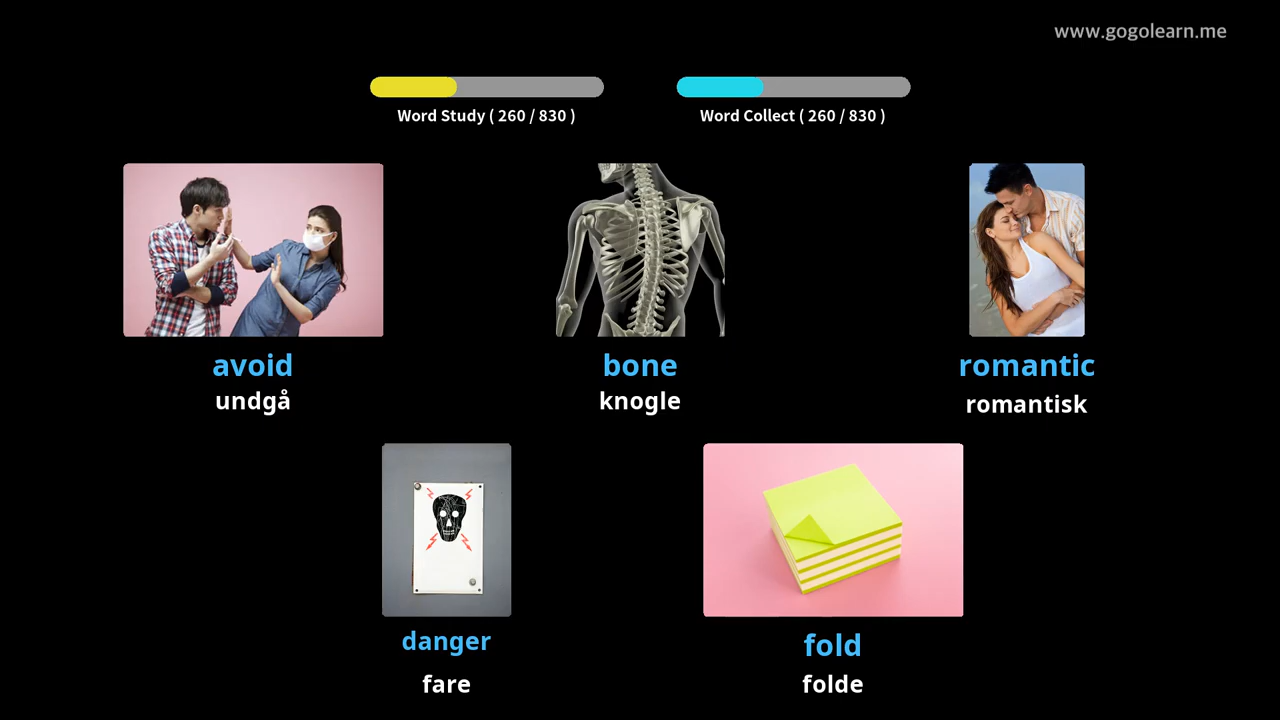 www.gogolearn.me
Word Study ( 260 / 830 )
Word Collect ( 260 / 830 )
avoid
undgå
bone
knogle
romantic
romantisk
danger
fare
fold
folde